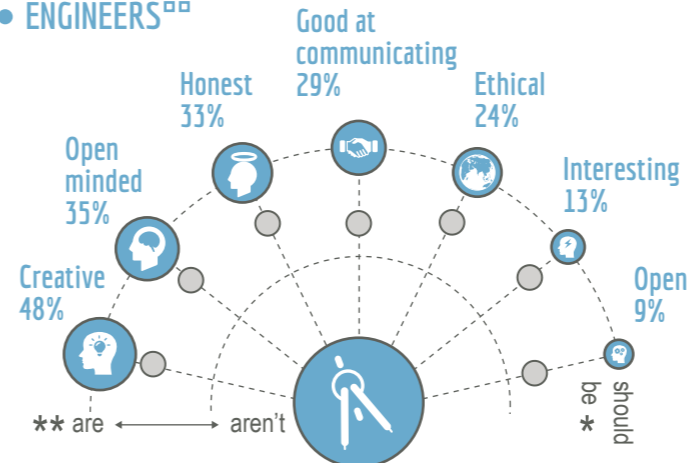 • ENGINEERS¤¤
Good at
communicating
29%
Honest
33%
Ethical
24%
Open
minded
35%
Interesting
13%
Creative
48%
Open
9%
** are
aren't
should
be *